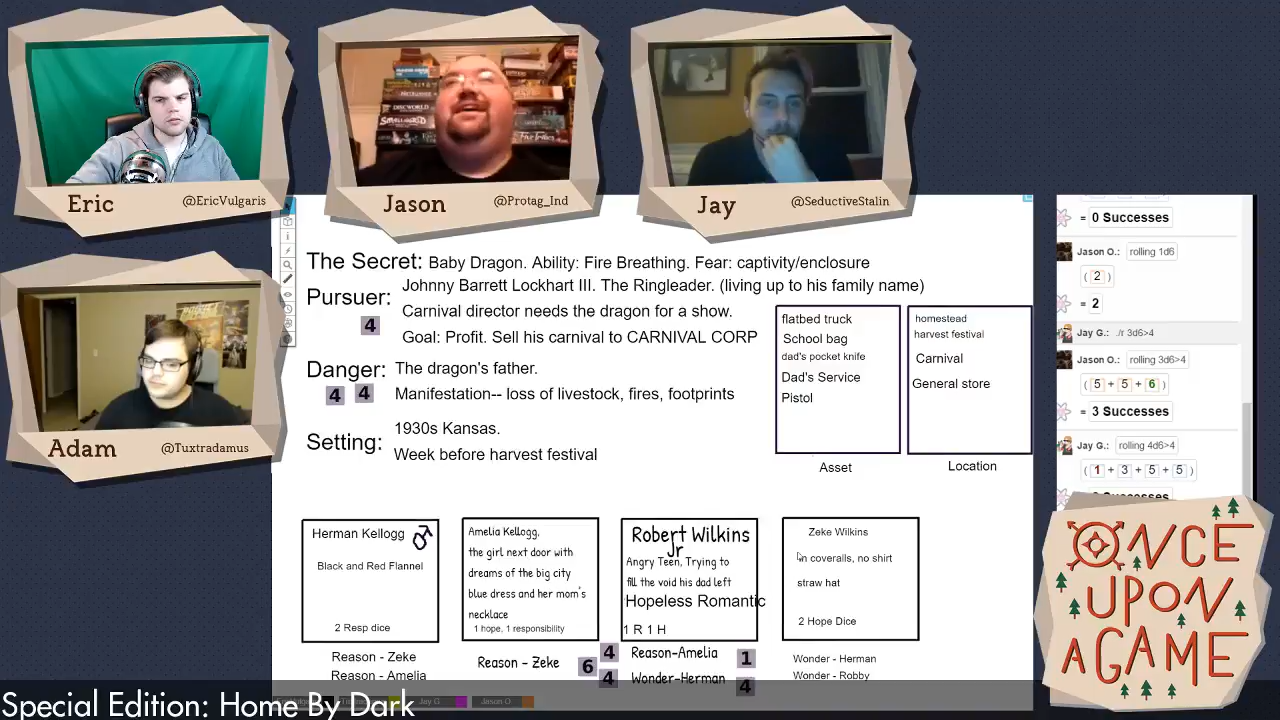 Eric @EricVulgaris
Jason @Protag_Ind
Jay @SeductiveStalin
Adam @Tuxtradamus
DISCWORLD
SMALLWORLD
FIVE TRIBES
The Secret: Baby Dragon. Ability: Fire Breathing. Fear: captivity/enclosure
Pursuer: Johnny Barrett Lockhart III. The Ringleader. (living up to his family name)
4
Carnival director needs the dragon for a show.
Goal: Profit. Sell his carnival to CARNIVAL CORP
Danger: The dragon's father.
4 4
Manifestation-- loss of livestock, fires, footprints
Setting: 1930s Kansas.
Week before harvest festival
flatbed truck
School bag
dad's pocket knife
Dad's Service
Pistol
Asset
homestead
harvest festival
Carnival
General store
Location
Herman Kellogg
Black and Red Flannel
2 Resp dice
Reason - Zeke
Reason - Amelia
Amelia Kellogg,
the girl next door with
dreams of the big city
blue dress and her mom's
necklace
1 hope, 1 responsibility
Reason - Zeke
6
Robert Wilkins
Jr
Angry Teen, Trying to
fill the void his dad left
Hopeless Romantic
1 R 1 H
4 Reason-Amelia 1
4 Wonder-Herman 4
Zeke Wilkins
in coveralls, no shirt
straw hat
2 Hope Dice
Wonder - Herman
Wonder - Robby
Jay G
Jason O
= 0 Successes
Jason O.: rolling 1d6
( 2 )
= 2
Jay G.: ./r 3d6>4
Jason O.: rolling 3d6>4
( 5 + 5 + 6 )
= 3 Successes
Jay G.: rolling 4d6>4
( 1 + 3 + 5 + 5 )
ONCE
UPON
A GAME
Special Edition: Home By Dark